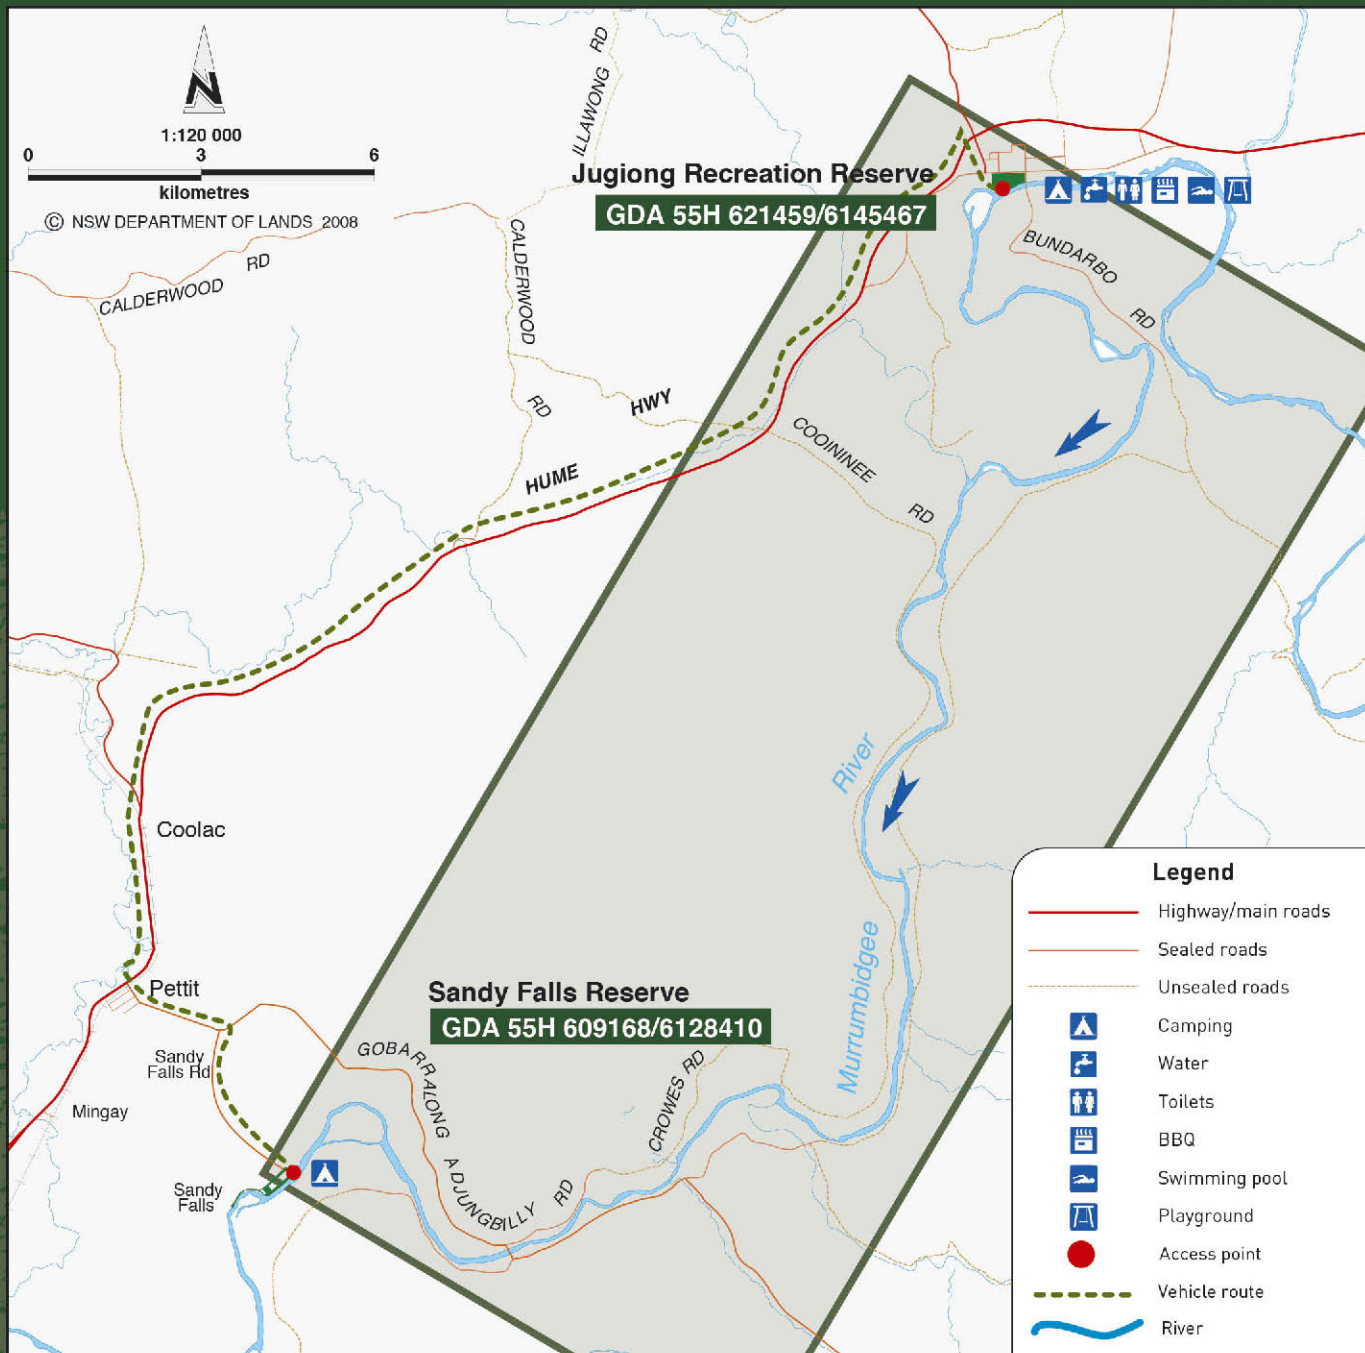 N
1:120 000
0 3 6
kilometres
© NSW DEPARTMENT OF LANDS 2008
ILLAWONG RD
Jugiong Recreation Reserve
GDA 55H 621459/6145467
BUNDARBO RD
CALDERWOOD RD
CALDERWOOD RD
HUME HWY
COOININEE RD
Coolac
Pettit
Sandy
Falls Rd
Mingay
Sandy
Falls
Murrumbidgee River
Sandy Falls Reserve
GDA 55H 609168/6128410
GOBARRALONG ADJUNGBILLY RD
CROWES RD
Legend
Highway/main roads
Sealed roads
Unsealed roads
Camping
Water
Toilets
BBQ
Swimming pool
Playground
Access point
Vehicle route
River